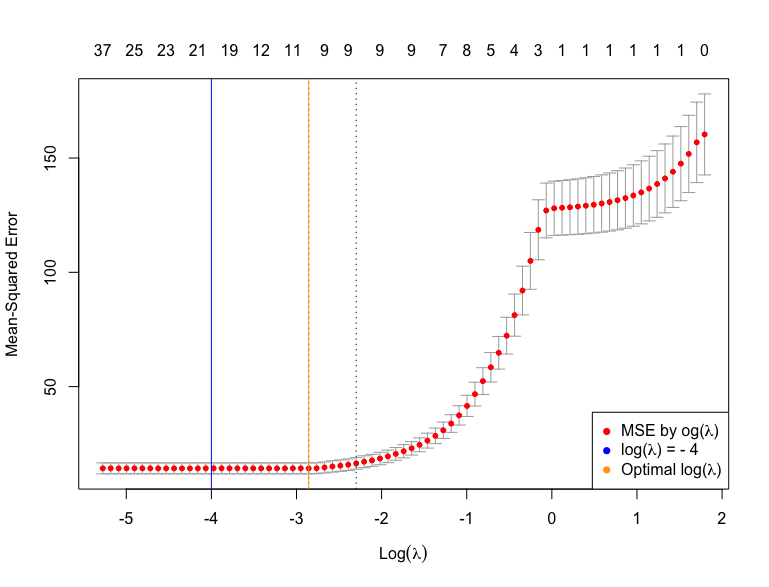 37 25 23 21 19 12 11 9 9 9 9 7 8 5 4 3 1 1 1 1 1 1 0
150
100
50
Mean-Squared Error
MSE by og(λ)
log(λ) = - 4
Optimal log(λ)
-5 -4 -3 -2 -1 0 1 2
Log(λ)